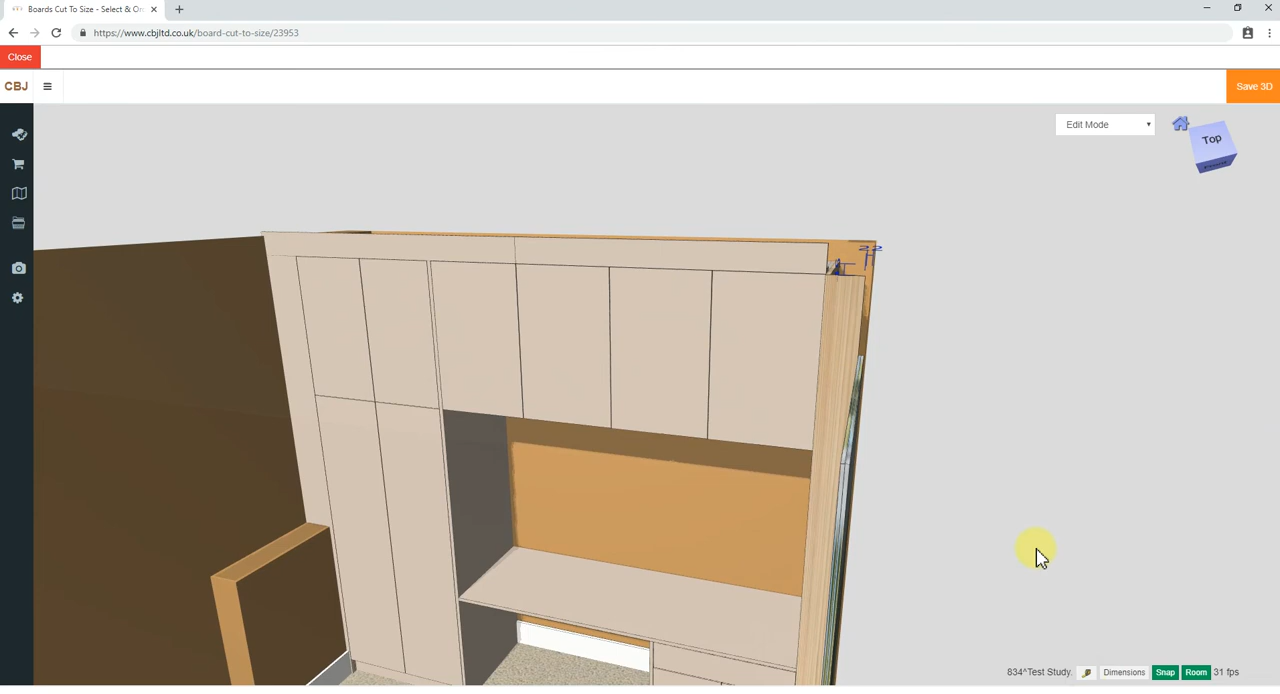 Boards Cut To Size - Select & Or
https://www.cbjltd.co.uk/board-cut-to-size/23953
Close
CBJ
Save 3D
Edit Mode
Top
22
834^Test Study.
Dimensions
Snap
Room
31 fps